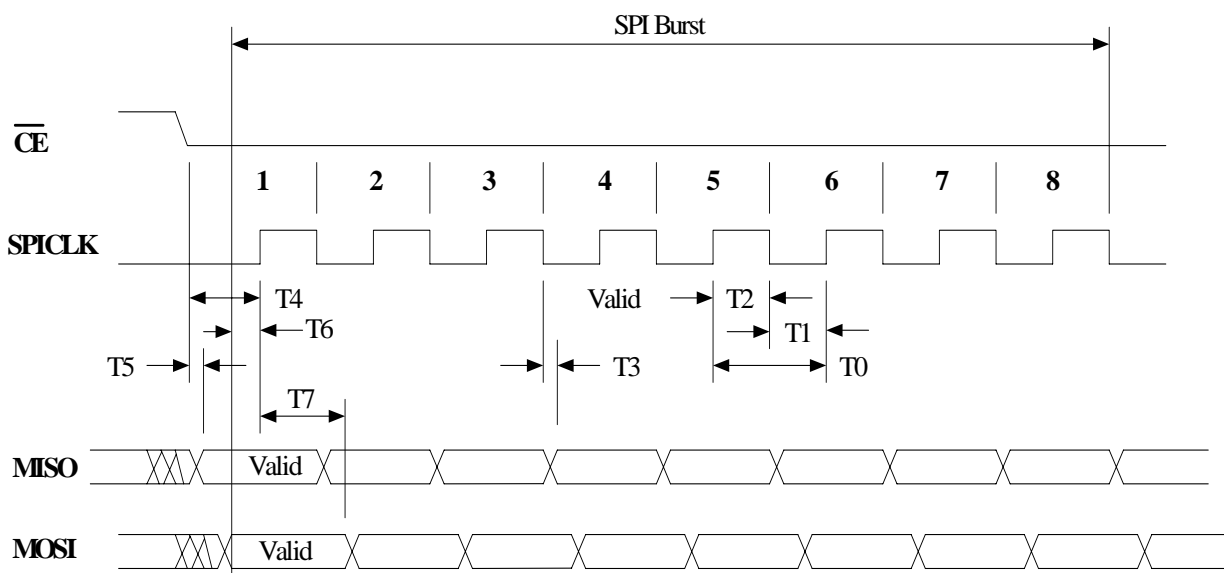 SPI Burst
CE
1 2 3 4 5 6 7 8
SPICLK
T4 Valid T2
T6 T1
T5 T3 T0
T7
MISO Valid
MOSI Valid